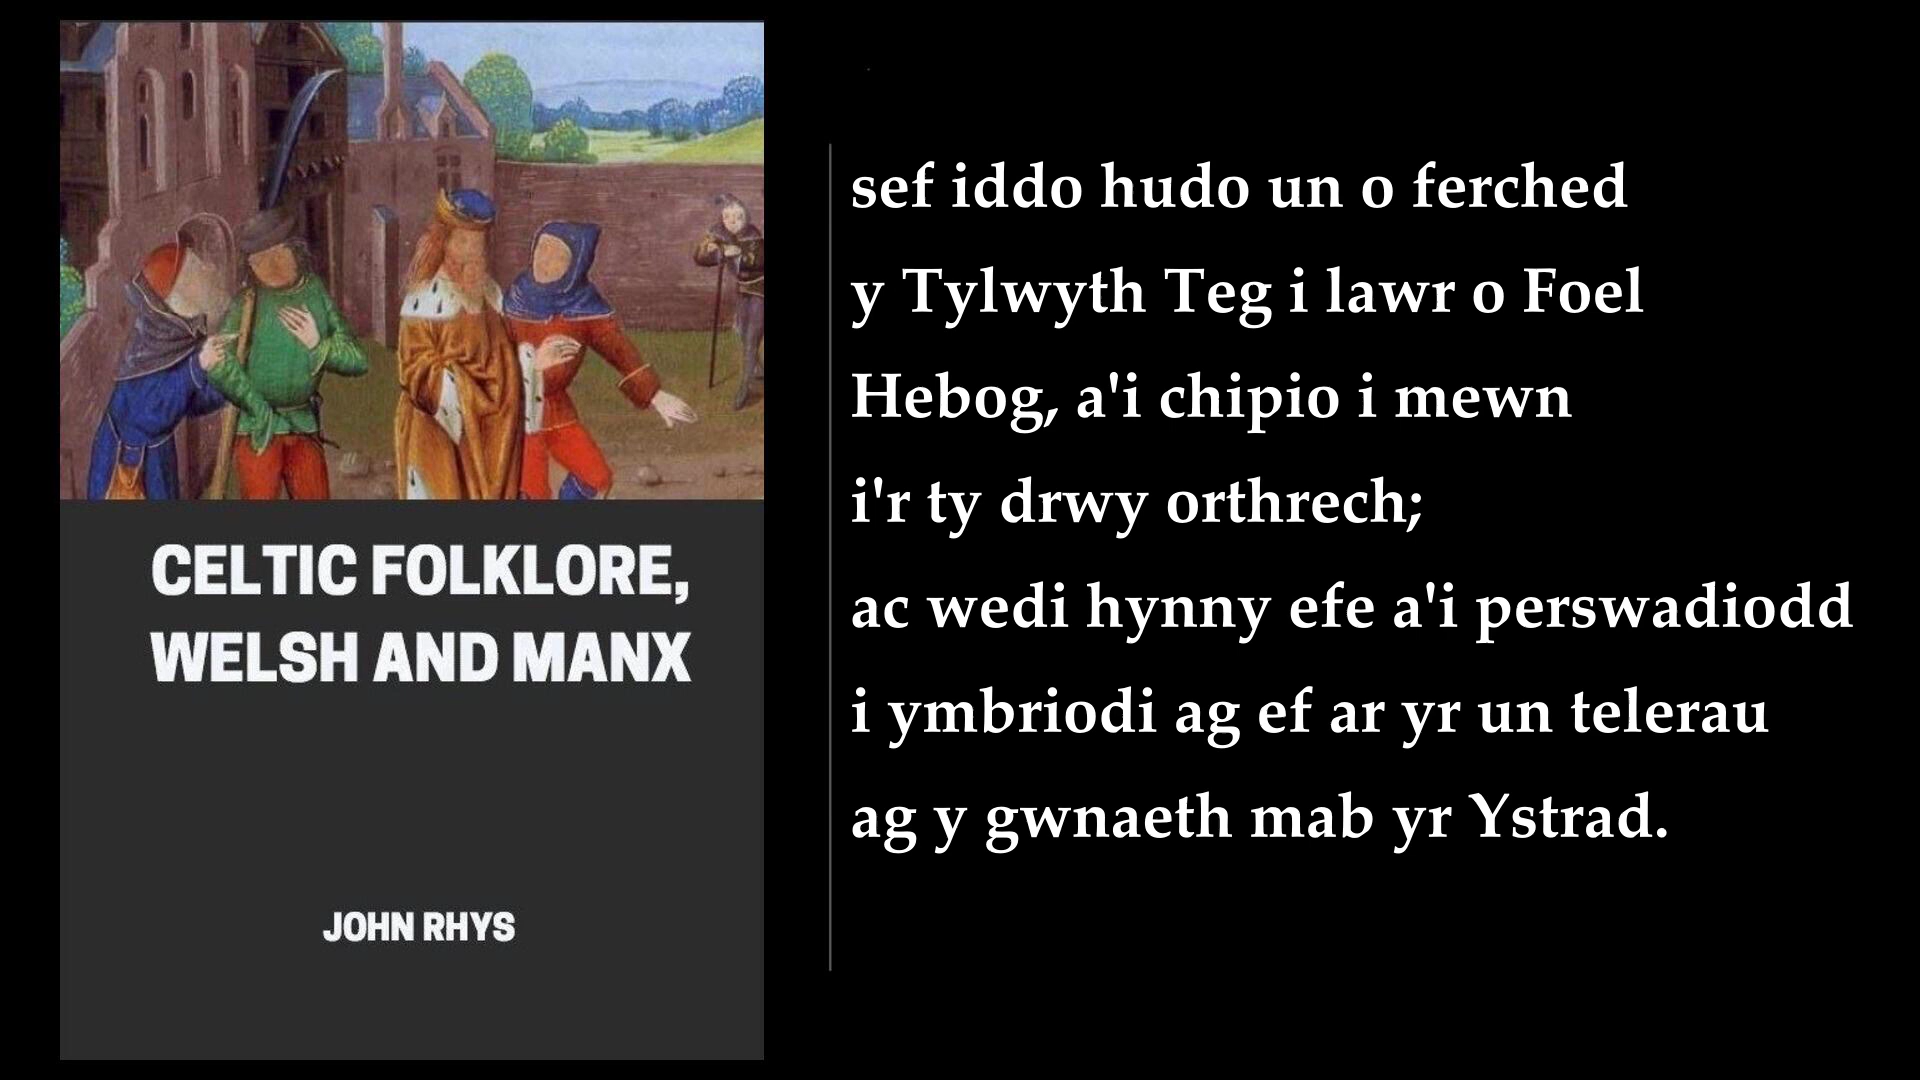 CELTIC FOLKLORE,
WELSH AND MANX
JOHN RHYS
sef iddo hudo un o ferched
y Tylwyth Teg i lawr o Foel
Hebog, a'i chipio i mewn
i'r ty drwy orthrech;
ac wedi hynny efe a'i perswadiodd
i ymbriodi ag ef ar yr un telerau
ag y gwnaeth mab yr Ystrad.